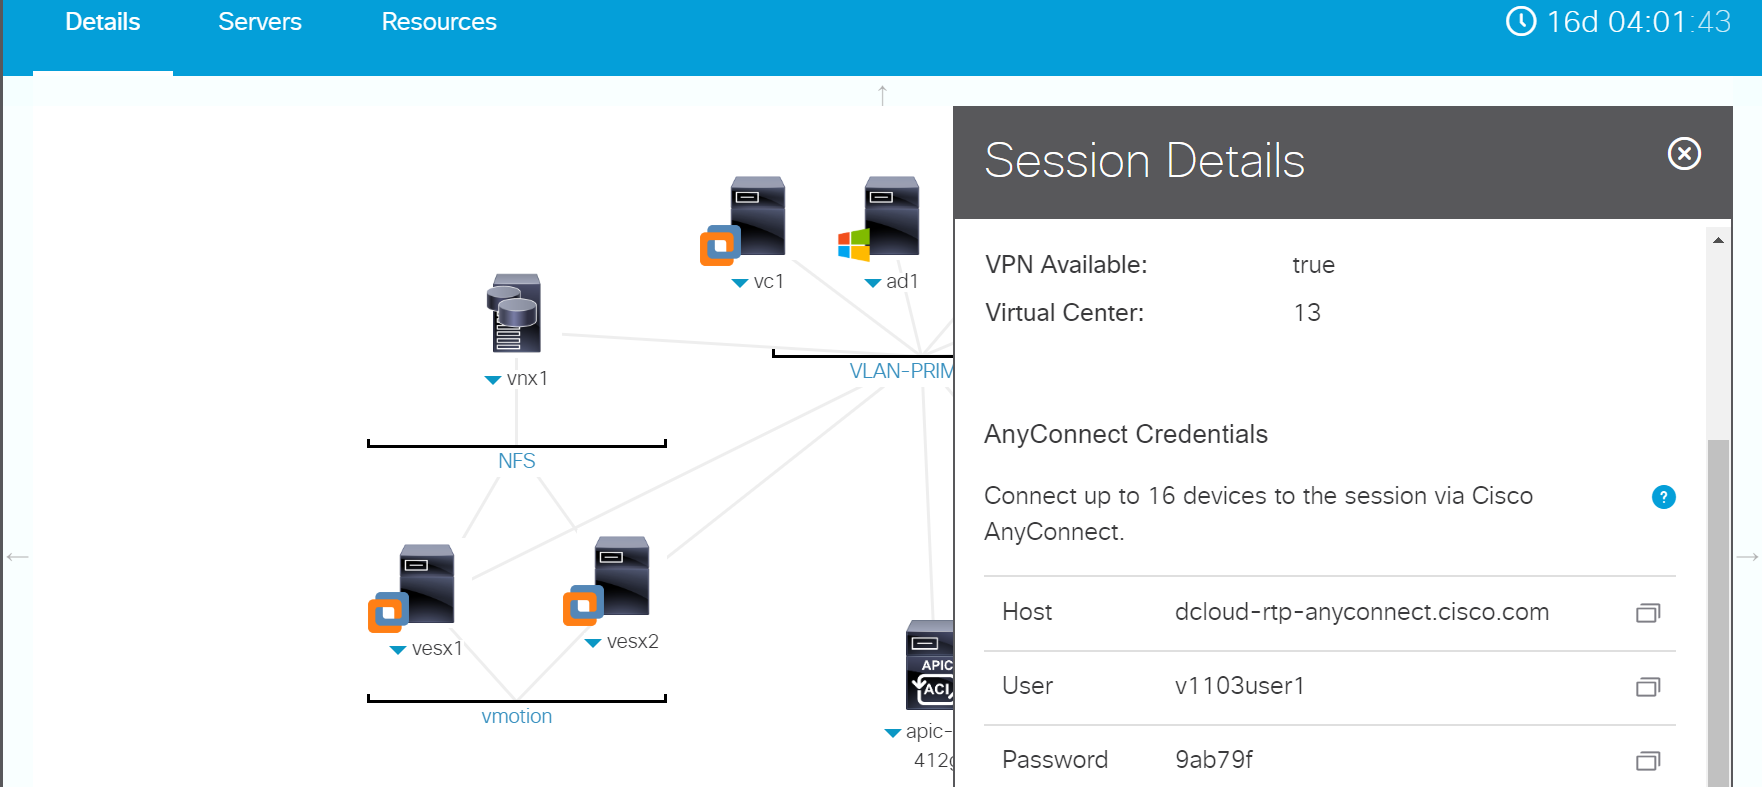 Details Servers Resources 16d 04:01:43
Session Details
vc1 ad1
VPN Available: true
Virtual Center: 13
VLAN-PRIM
vnx1
NFS
AnyConnect Credentials
Connect up to 16 devices to the session via Cisco
AnyConnect.
?
Host dcloud-rtp-anyconnect.cisco.com
vesx1 vesx2
User v1103user1
APIC
ACI
vmotion
apic-
412g
Password 9ab79f